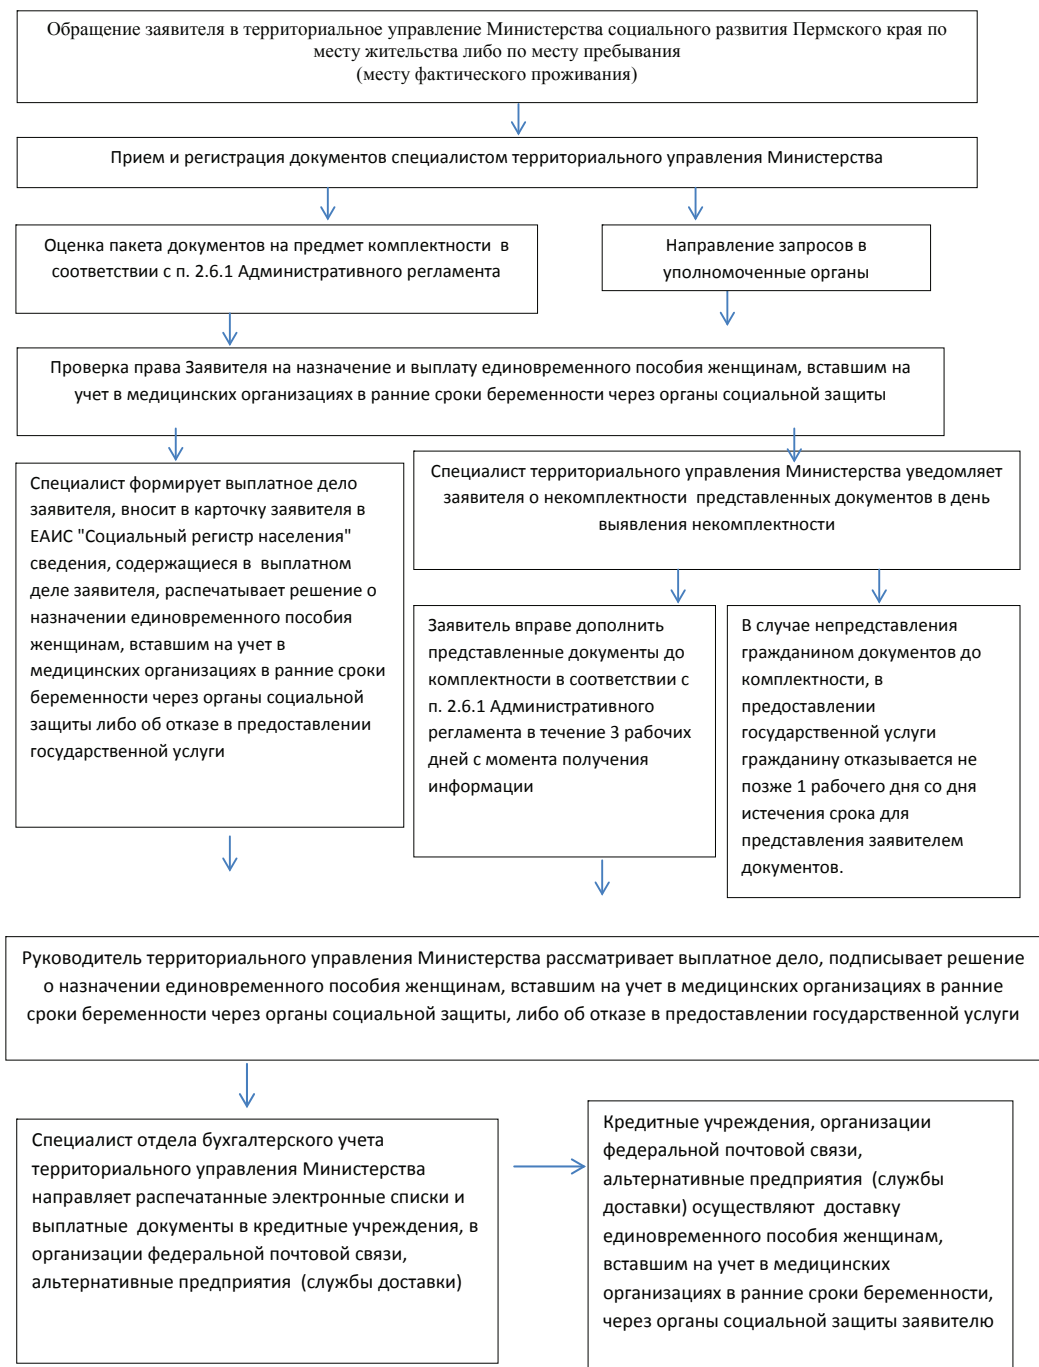 Обращение заявителя в территориальное управление Министерства социального развития Пермского края по
месту жительства либо по месту пребывания
(месту фактического проживания)
Прием и регистрация документов специалистом территориального управления Министерства
Оценка пакета документов на предмет комплектности в
соответствии с п. 2.6.1 Административного регламента
Направление запросов в
уполномоченные органы
Проверка права Заявителя на назначение и выплату единовременного пособия женщинам, вставшим на
учет в медицинских организациях в ранние сроки беременности через органы социальной защиты
Специалист формирует выплатное дело
заявителя, вносит в карточку заявителя в
ЕАИС "Социальный регистр населения"
сведения, содержащиеся в выплатном
деле заявителя, распечатывает решение о
назначении единовременного пособия
женщинам, вставшим на учет в
медицинских организациях в ранние сроки
беременности через органы социальной
защиты либо об отказе в предоставлении
государственной услуги
Специалист территориального управления Министерства уведомляет
заявителя о некомплектности представленных документов в день
выявления некомплектности
Заявитель вправе дополнить
представленные документы до
комплектности в соответствии с
п. 2.6.1 Административного
регламента в течение 3 рабочих
дней с момента получения
информации
В случае непредставления
гражданином документов до
комплектности, в
предоставлении
государственной услуги
гражданину отказывается не
позже 1 рабочего дня со дня
истечения срока для
представления заявителем
документов.
Руководитель территориального управления Министерства рассматривает выплатное дело, подписывает решение
о назначении единовременного пособия женщинам, вставшим на учет в медицинских организациях в ранние
сроки беременности через органы социальной защиты, либо об отказе в предоставлении государственной услуги
Специалист отдела бухгалтерского учета
территориального управления Министерства
направляет распечатанные электронные списки и
выплатные документы в кредитные учреждения, в
организации федеральной почтовой связи,
альтернативные предприятия (службы доставки)
Кредитные учреждения, организации
федеральной почтовой связи,
альтернативные предприятия (службы
доставки) осуществляют доставку
единовременного пособия женщинам,
вставшим на учет в медицинских
организациях в ранние сроки беременности,
через органы социальной защиты заявителю